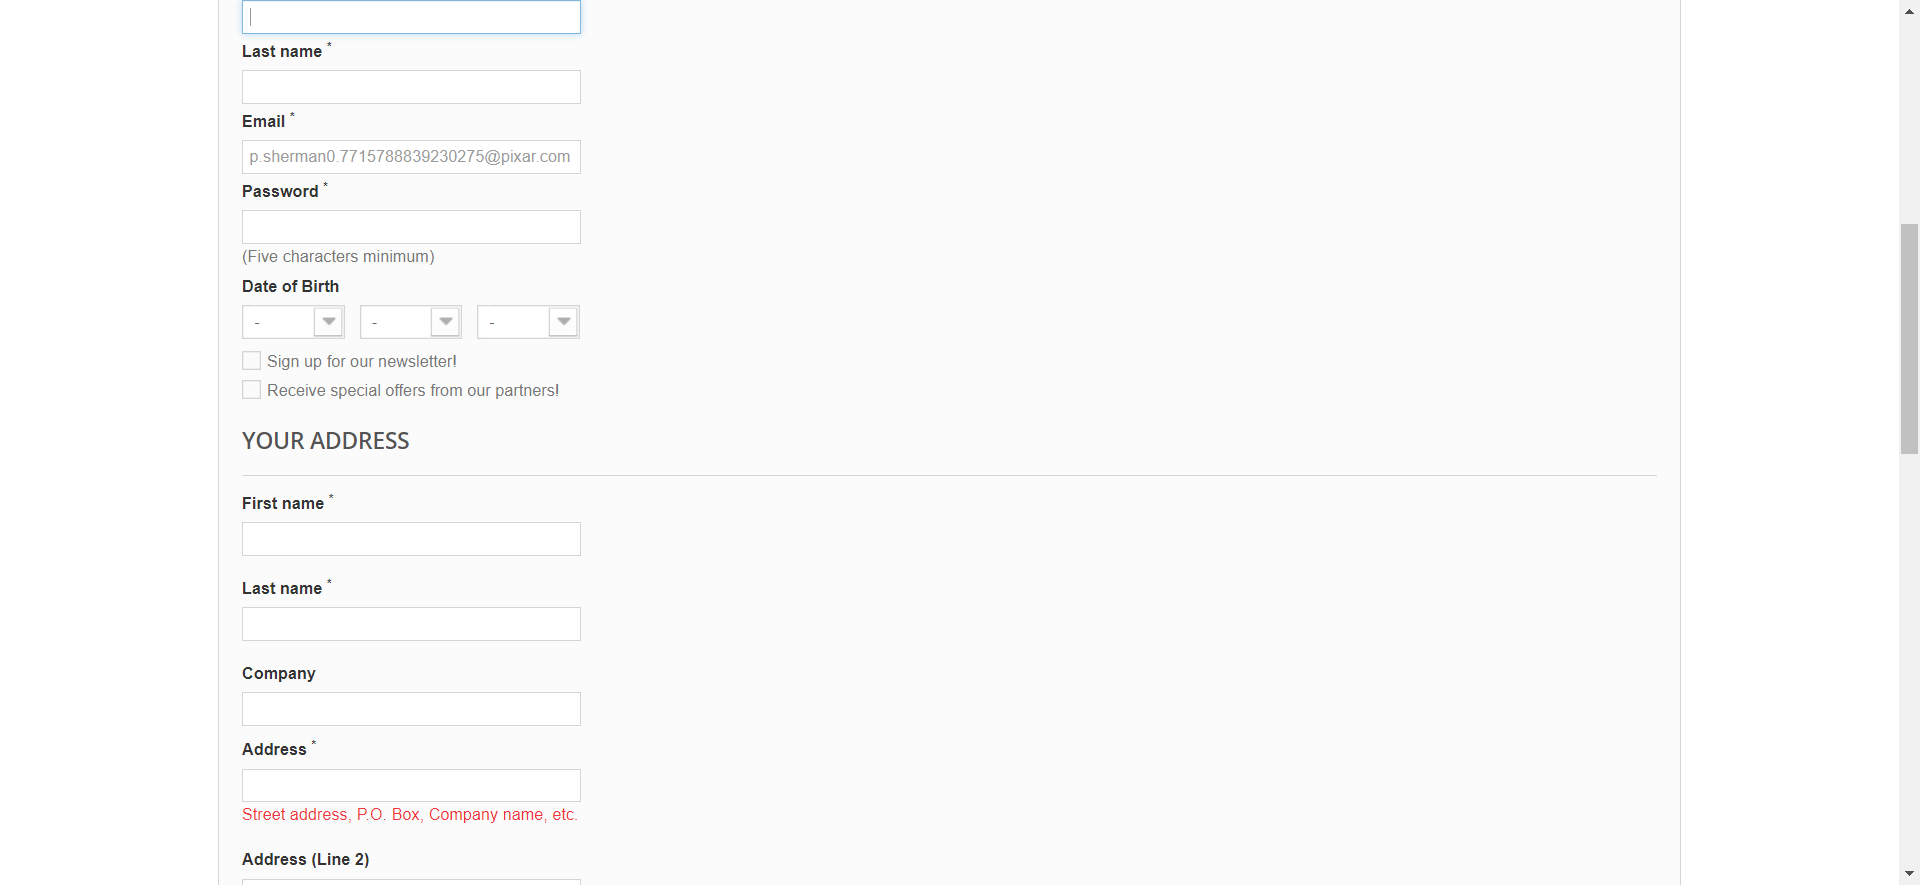 Last name *
Email *
p.sherman0.7715788839230275@pixar.com
Password *
(Five characters minimum)
Date of Birth
- - -
Sign up for our newsletter!
Receive special offers from our partners!
YOUR ADDRESS
First name *
Last name *
Company
Address *
Street address, P.O. Box, Company name, etc.
Address (Line 2)